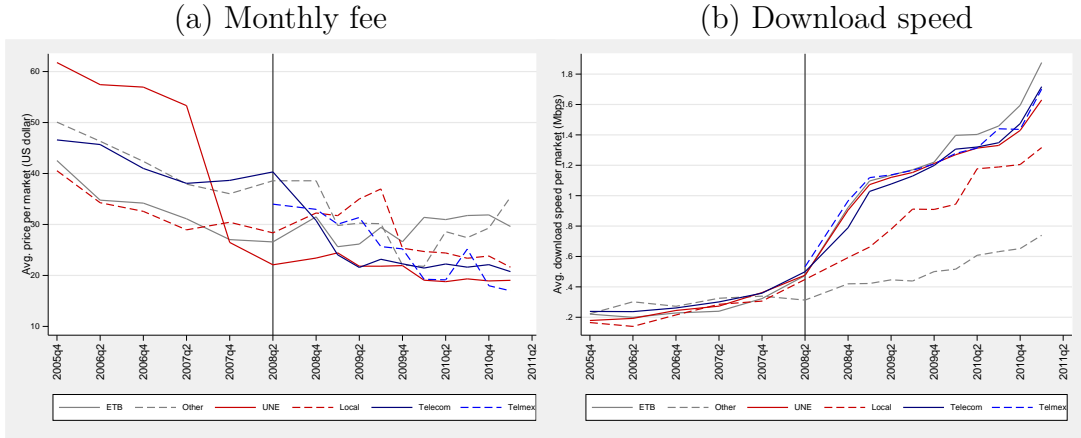 (a) Monthly fee
Avg. price per market (US dollar)
60
50
40
30
20
10
2005q4
2006q2
2006q4
2007q2
2007q4
2008q2
2008q4
2009q2
2009q4
2010q2
2010q4
2011q2
ETB Other UNE Local Telecom Telmex
(b) Download speed
Avg. download speed per market (Mbps)
1.8
1.6
1.4
1.2
1
.8
.6
.4
.2
2005q4
2006q2
2006q4
2007q2
2007q4
2008q2
2008q4
2009q2
2009q4
2010q2
2010q4
2011q2
ETB Other UNE Local Telecom Telmex